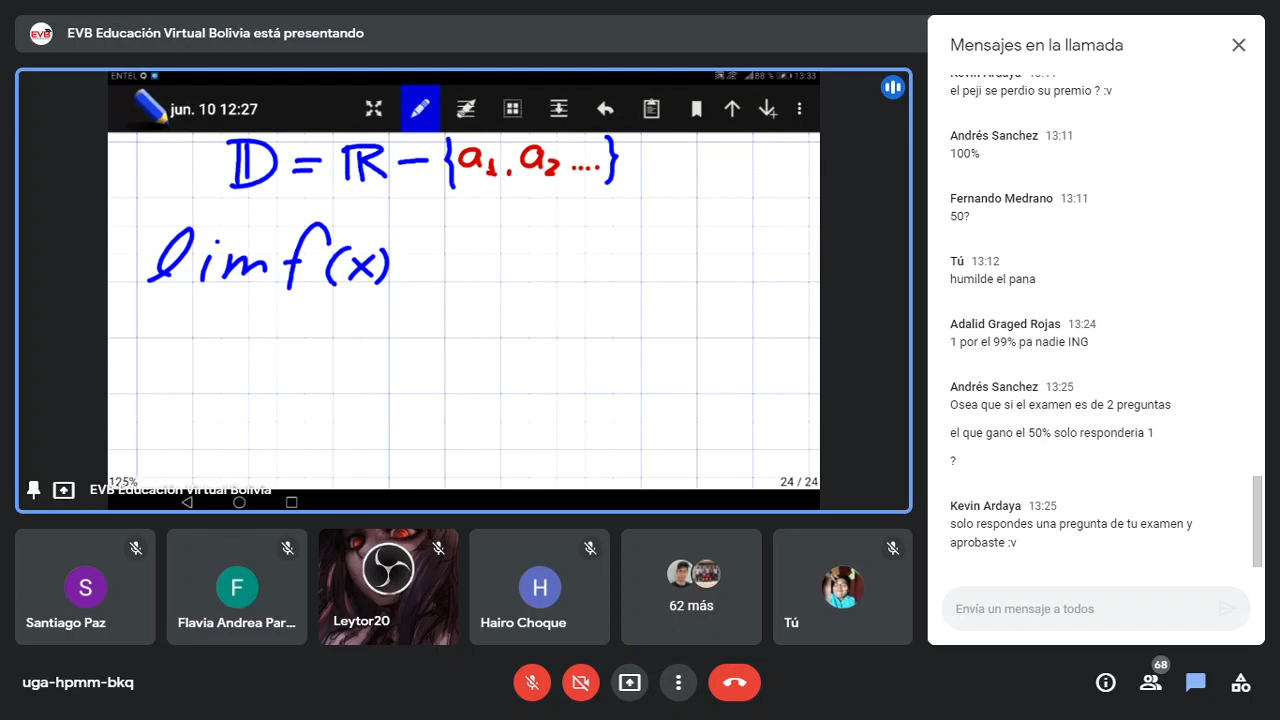 EVB Educación Virtual Bolivia está presentando
ENTEL
88 % 13:33
jun. 10 12:27
D = R - {a1, a2 ....}
lim f(x)
125%
24 / 24
EVB Educación Virtual Bolivia
S
Santiago Paz
F
Flavia Andrea Par...
Leytor20
H
Hairo Choque
62 más
Tú
uga-hpmm-bkq
Mensajes en la llamada
Kevin Ardaya 13:11
el peji se perdio su premio ? :v
Andrés Sanchez 13:11
100%
Fernando Medrano 13:11
50?
Tú 13:12
humilde el pana
Adalid Graged Rojas 13:24
1 por el 99% pa nadie ING
Andrés Sanchez 13:25
Osea que si el examen es de 2 preguntas
el que gano el 50% solo responderia 1
?
Kevin Ardaya 13:25
solo respondes una pregunta de tu examen y
aprobaste :v
Envía un mensaje a todos
68